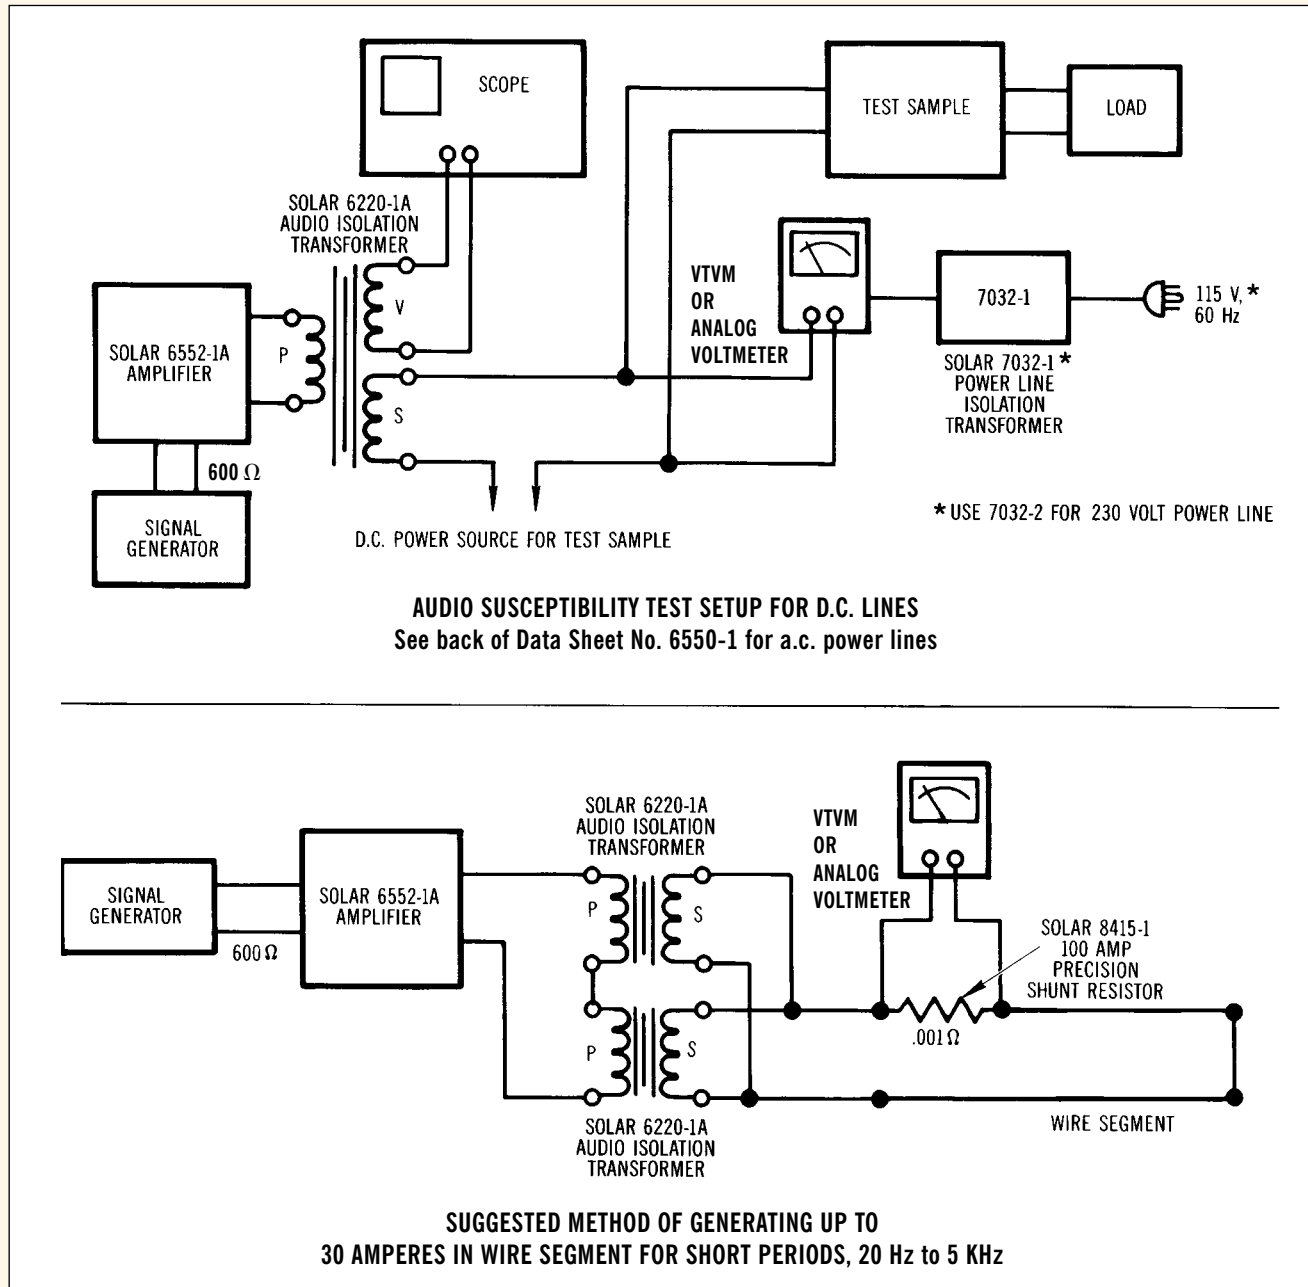 SCOPE
TEST SAMPLE
LOAD
SOLAR 6220-1A
AUDIO ISOLATION
TRANSFORMER
VTVM
OR
ANALOG
VOLTMETER
7032-1
115 V, *
60 Hz
SOLAR 7032-1 *
POWER LINE
ISOLATION
TRANSFORMER
SOLAR 6552-1A
AMPLIFIER
P
V
S
600 Ω
SIGNAL
GENERATOR
D.C. POWER SOURCE FOR TEST SAMPLE
* USE 7032-2 FOR 230 VOLT POWER LINE
AUDIO SUSCEPTIBILITY TEST SETUP FOR D.C. LINES
See back of Data Sheet No. 6550-1 for a.c. power lines
SIGNAL
GENERATOR
600 Ω
SOLAR 6552-1A
AMPLIFIER
SOLAR 6220-1A
AUDIO ISOLATION
TRANSFORMER
P
S
P
S
SOLAR 6220-1A
AUDIO ISOLATION
TRANSFORMER
VTVM
OR
ANALOG
VOLTMETER
SOLAR 8415-1
100 AMP
PRECISION
SHUNT RESISTOR
.001 Ω
WIRE SEGMENT
SUGGESTED METHOD OF GENERATING UP TO
30 AMPERES IN WIRE SEGMENT FOR SHORT PERIODS, 20 Hz to 5 KHz